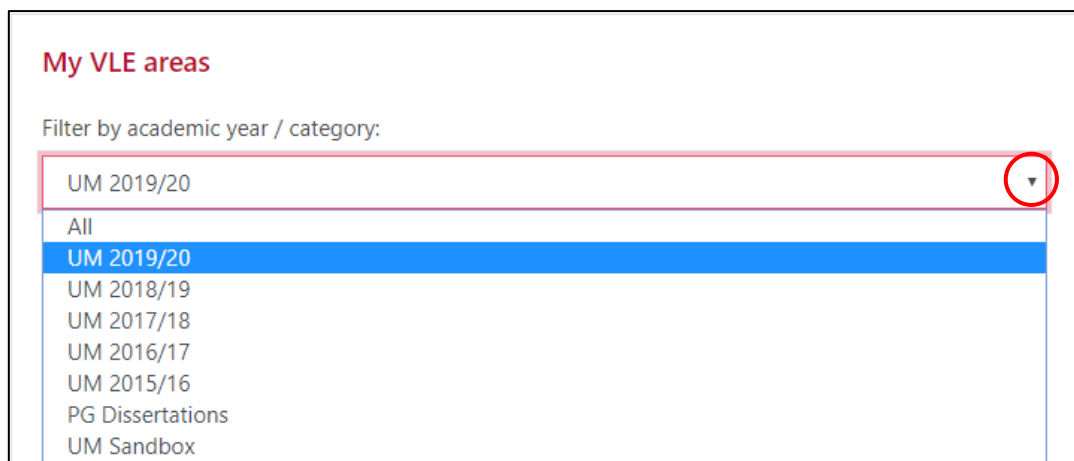 My VLE areas
Filter by academic year / category:
UM 2019/20
All
UM 2019/20
UM 2018/19
UM 2017/18
UM 2016/17
UM 2015/16
PG Dissertations
UM Sandbox